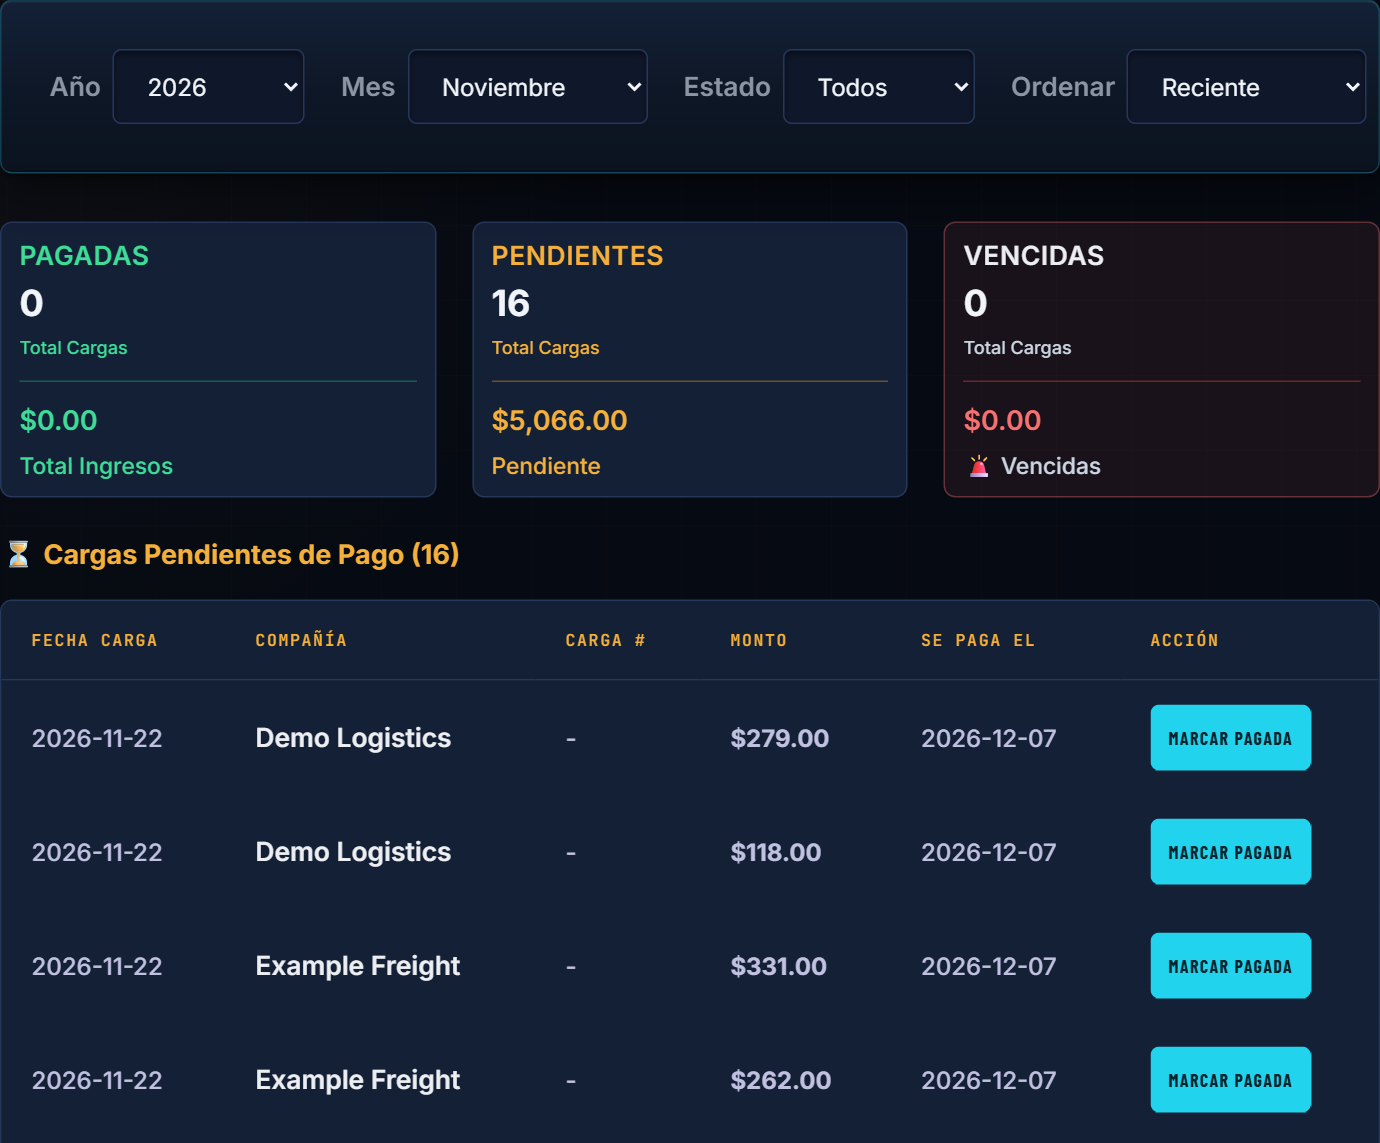 Año 2026 Mes Noviembre Estado Todos Ordenar Reciente
PAGADAS
0
Total Cargas
$0.00
Total Ingresos
PENDIENTES
16
Total Cargas
$5,066.00
Pendiente
VENCIDAS
0
Total Cargas
$0.00
🚨 Vencidas
⏳ Cargas Pendientes de Pago (16)
FECHA CARGA COMPAÑÍA CARGA # MONTO SE PAGA EL ACCIÓN
2026-11-22 Demo Logistics - $279.00 2026-12-07 MARCAR PAGADA
2026-11-22 Demo Logistics - $118.00 2026-12-07 MARCAR PAGADA
2026-11-22 Example Freight - $331.00 2026-12-07 MARCAR PAGADA
2026-11-22 Example Freight - $262.00 2026-12-07 MARCAR PAGADA